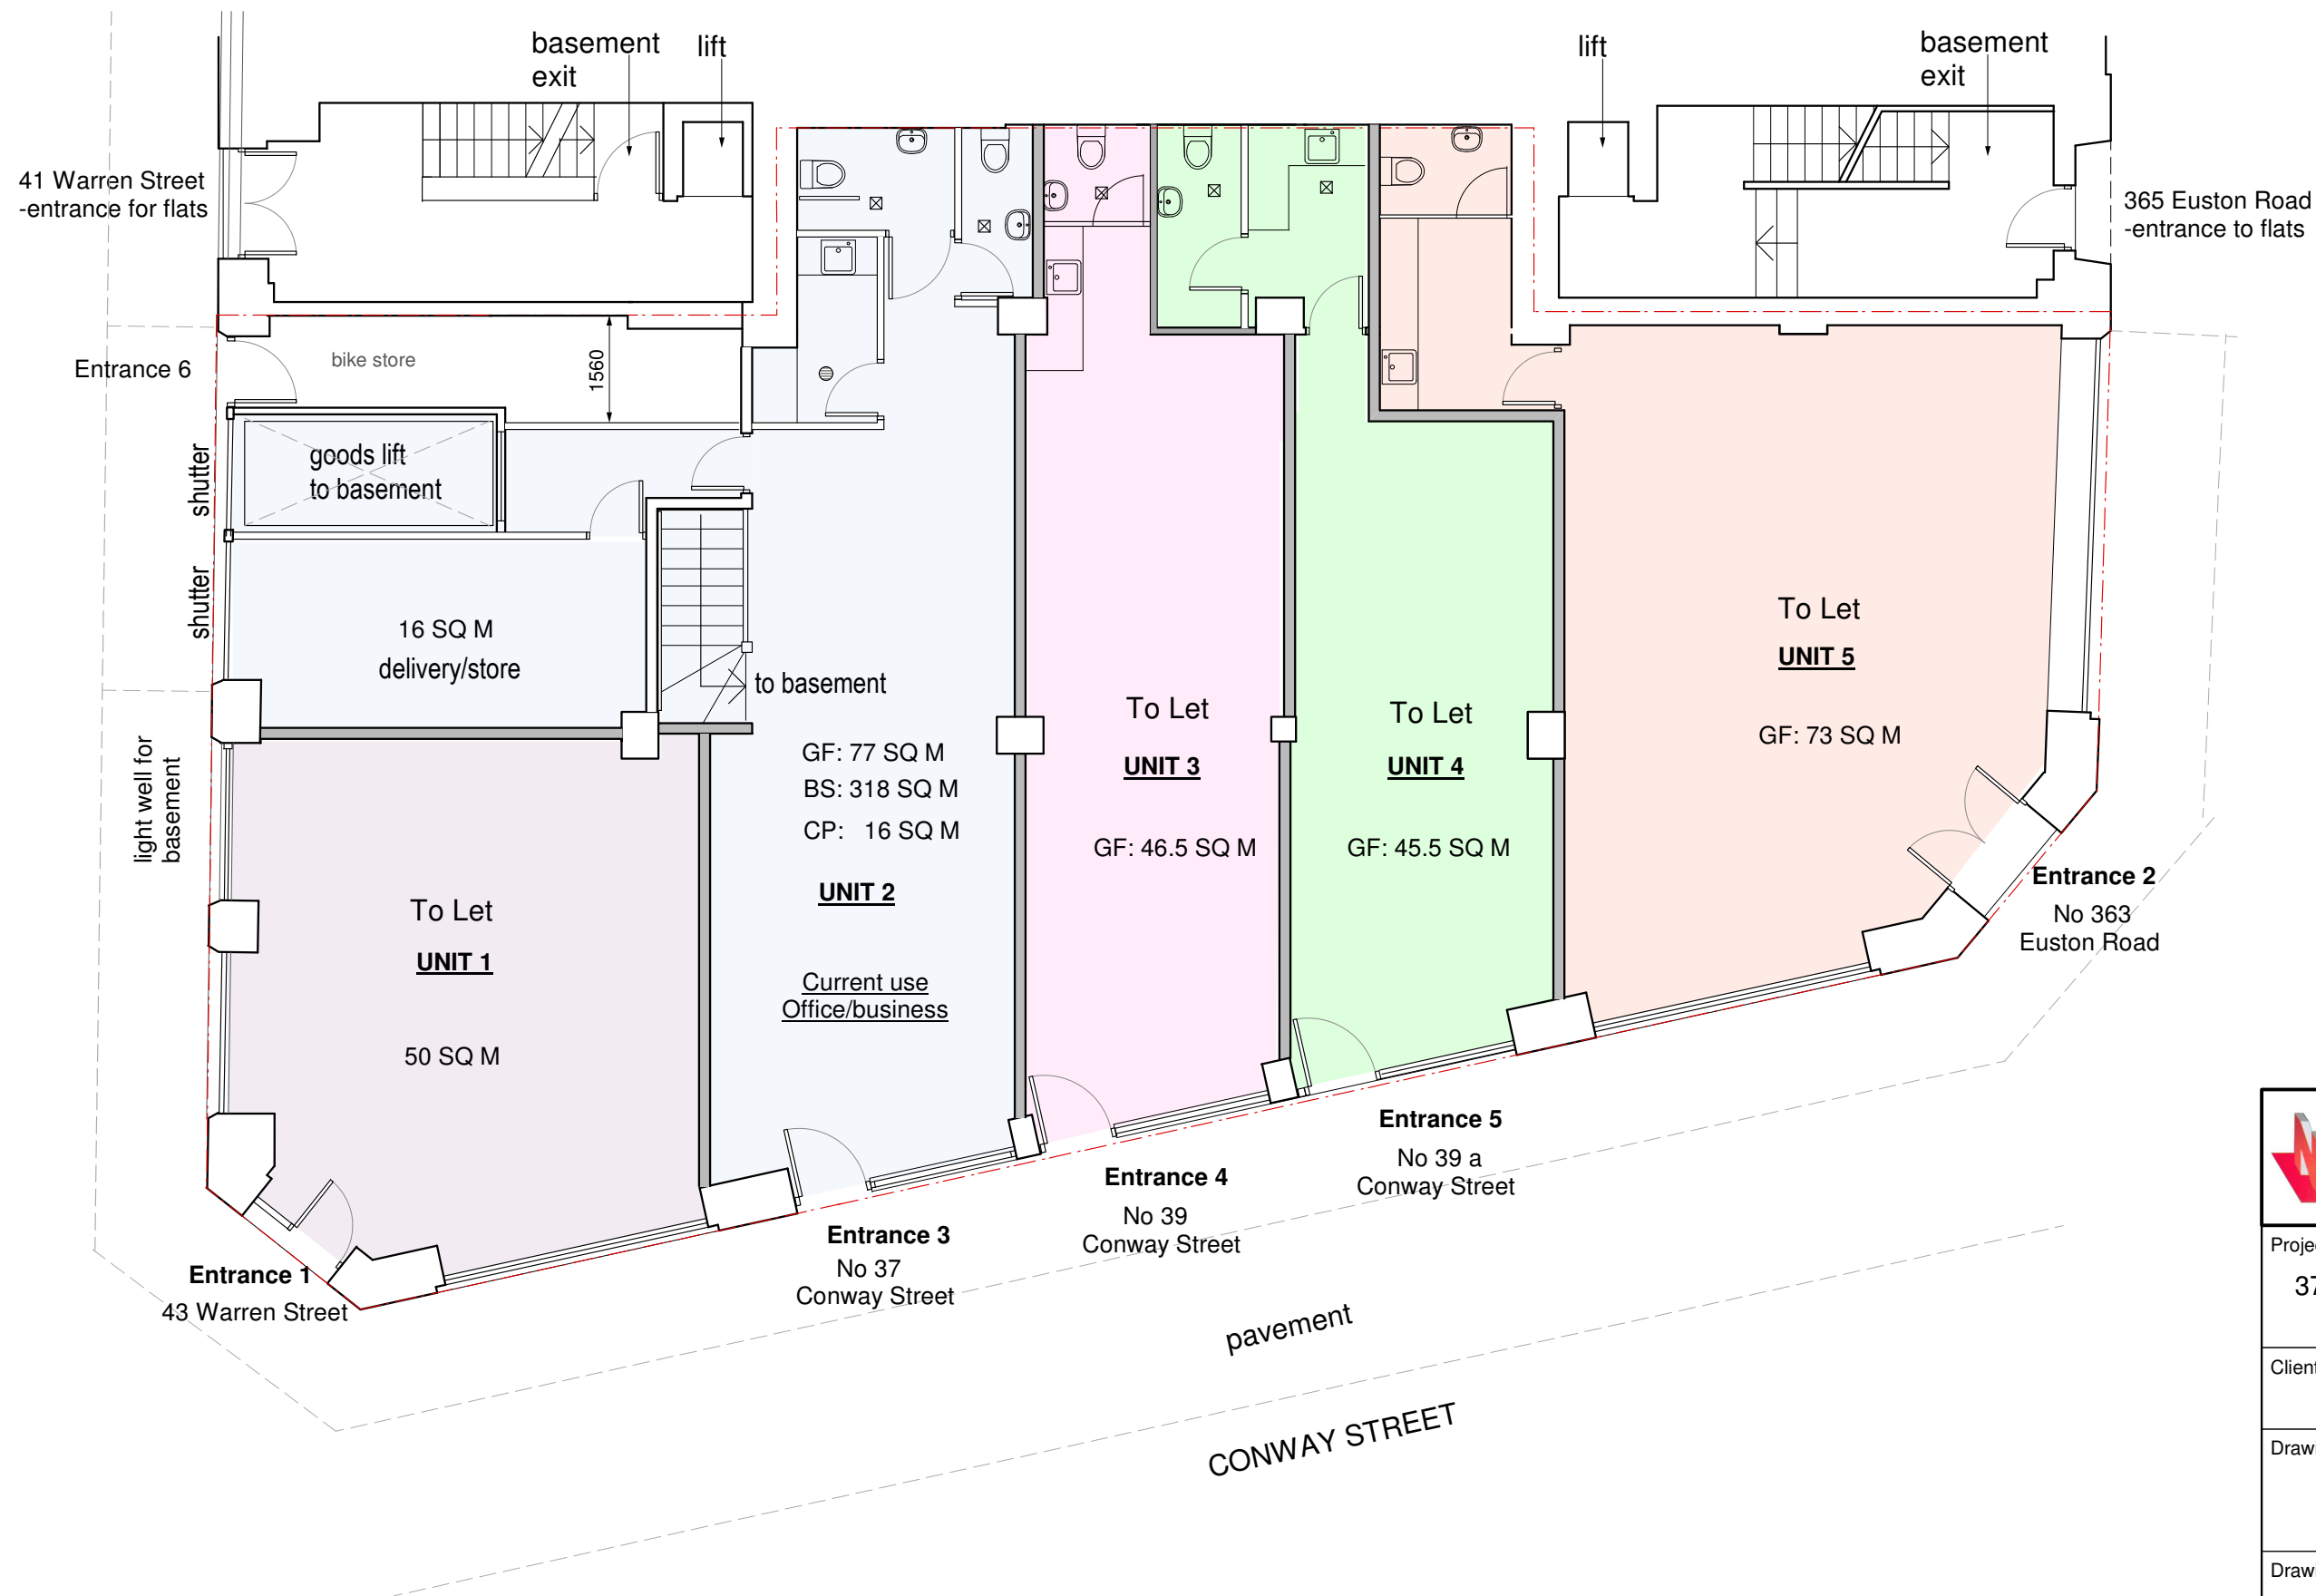 basement
exit
lift
lift
basement
exit
41 Warren Street
-entrance for flats
365 Euston Road
-entrance to flats
Entrance 6
bike store
1560
shutter
goods lift
to basement
shutter
16 SQ M
delivery/store
to basement
light well for
basement
To Let
UNIT 1
50 SQ M
GF: 77 SQ M
BS: 318 SQ M
CP: 16 SQ M
UNIT 2
Current use
Office/business
To Let
UNIT 3
GF: 46.5 SQ M
To Let
UNIT 4
GF: 45.5 SQ M
To Let
UNIT 5
GF: 73 SQ M
Entrance 2
No 363
Euston Road
Entrance 5
No 39 a
Conway Street
Entrance 4
No 39
Conway Street
Entrance 3
No 37
Conway Street
Entrance 1
43 Warren Street
pavement
CONWAY STREET